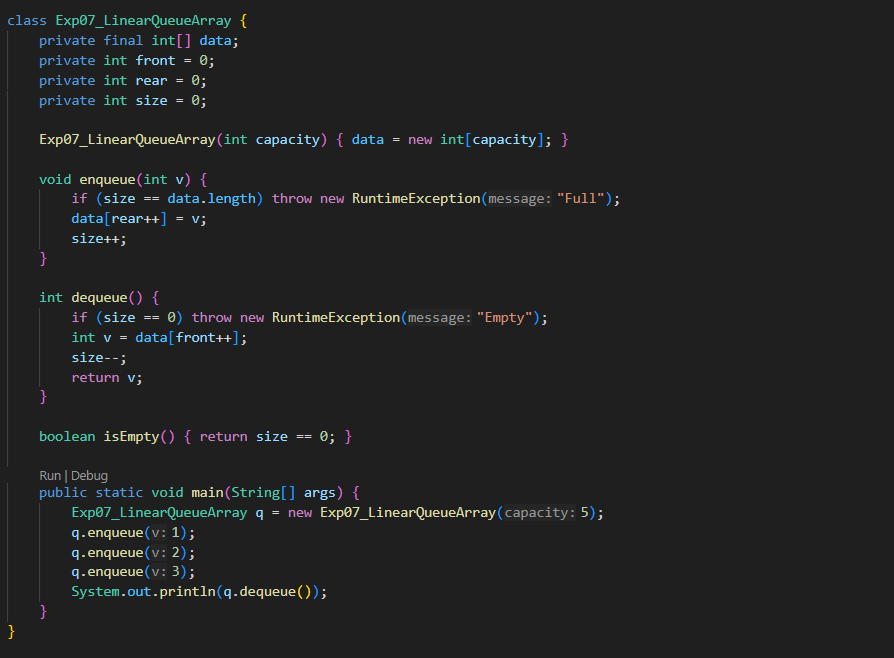 class Exp07_LinearQueueArray {
    private final int[] data;
    private int front = 0;
    private int rear = 0;
    private int size = 0;

    Exp07_LinearQueueArray(int capacity) { data = new int[capacity]; }

    void enqueue(int v) {
        if (size == data.length) throw new RuntimeException(message: "Full");
        data[rear++] = v;
        size++;
    }

    int dequeue() {
        if (size == 0) throw new RuntimeException(message: "Empty");
        int v = data[front++];
        size--;
        return v;
    }

    boolean isEmpty() { return size == 0; }

    Run | Debug
    public static void main(String[] args) {
        Exp07_LinearQueueArray q = new Exp07_LinearQueueArray(capacity: 5);
        q.enqueue(v: 1);
        q.enqueue(v: 2);
        q.enqueue(v: 3);
        System.out.println(q.dequeue());
    }
}